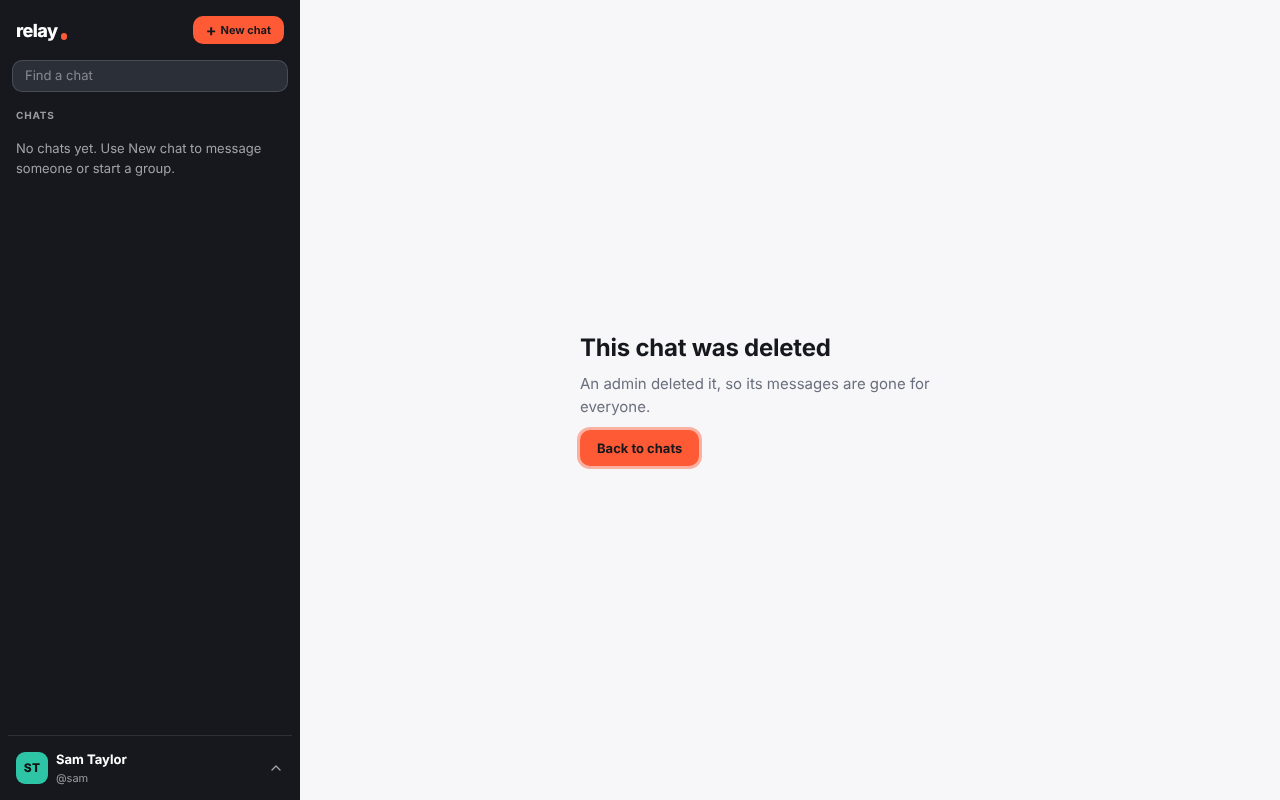 relay
+ New chat
Find a chat
CHATS
No chats yet. Use New chat to message
someone or start a group.
This chat was deleted
An admin deleted it, so its messages are gone for
everyone.
Back to chats
ST
Sam Taylor
@sam